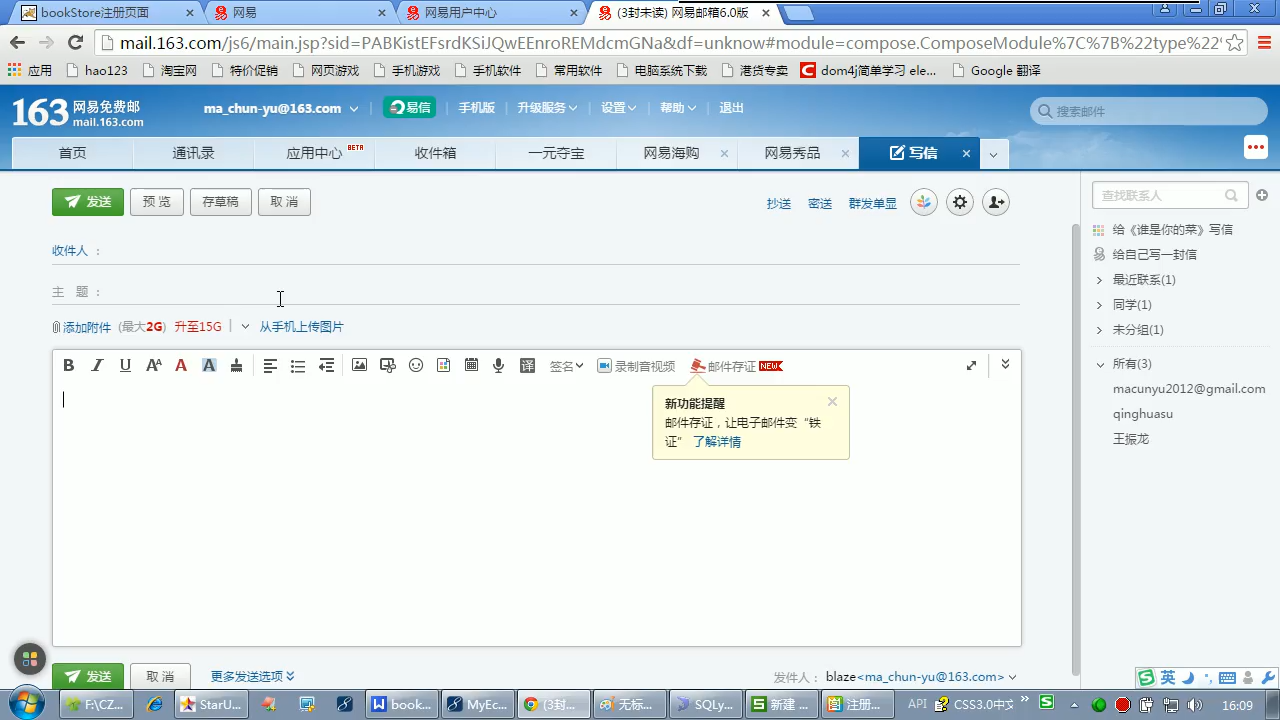 bookStore注册页面 × 网易 × 网易用户中心 × (3封未读) 网易邮箱6.0版 ×
mail.163.com/js6/main.jsp?sid=PABKistEFsrdKSiJQwEEnroREMdcmGNa&df=unknow#module=compose.ComposeModule%7C%7B%22type%22
应用 hao123 淘宝网 特价促销 网页游戏 手机游戏 手机软件 常用软件 电脑系统下载 港货专卖 dom4j简单学习 ele... Google 翻译
163 网易免费邮
mail.163.com
ma_chun-yu@163.com 易信 手机版 升级服务 设置 帮助 退出 搜索邮件
首页 通讯录 应用中心 BETA 收件箱 一元夺宝 网易海购 × 网易秀品 × 写信 ×
发送 预 览 存草稿 取 消 抄送 密送 群发单显
收件人 ：
主 题 ：
添加附件 (最大2G) 升至15G 从手机上传图片
B I U A A A 译 签名 录制音视频 邮件存证 NEW
新功能提醒 ×
邮件存证，让电子邮件变“铁
证” 了解详情
查找联系人
给《谁是你的菜》写信
给自己写一封信
最近联系(1)
同学(1)
未分组(1)
所有(3)
macunyu2012@gmail.com
qinghuasu
王振龙
发送 取 消 更多发送选项 发件人： blaze<ma_chun-yu@163.com>
英
F:\CZ... StarU... book... MyEc... (3封... 无标... SQLy... 新建 ... 注册... API CSS3.0中文 16:09